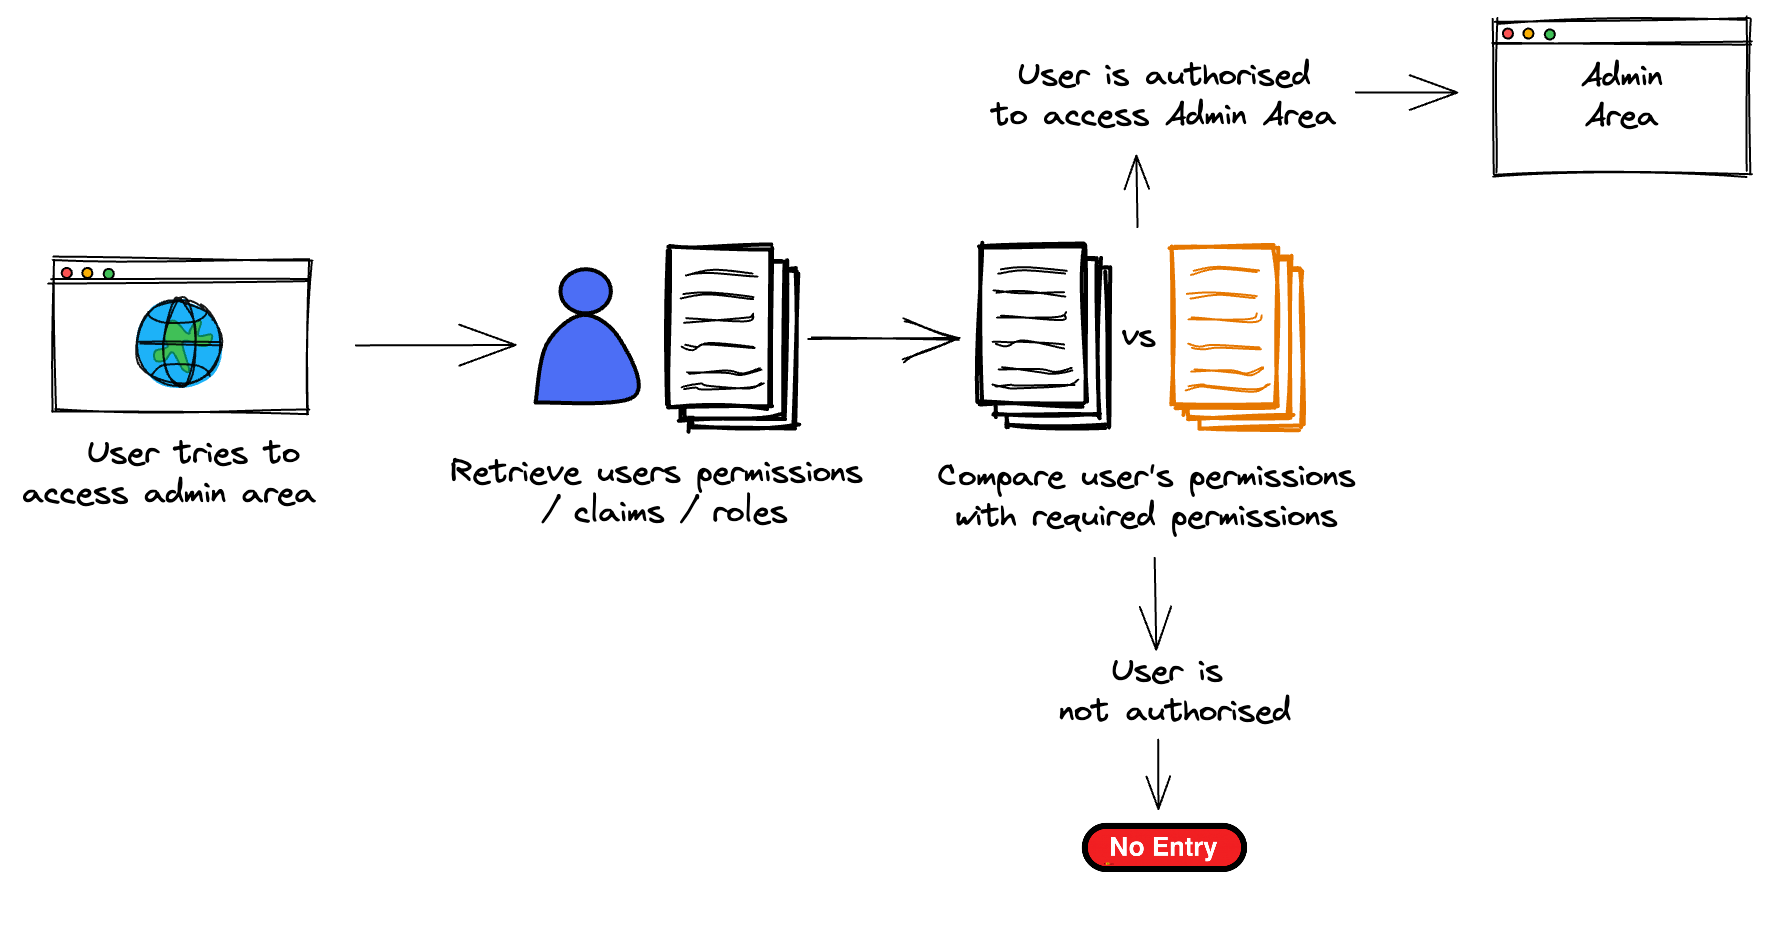 User is authorised
to access Admin Area
Admin
Area
vs
User tries to
access admin area
Retrieve users permissions
/ claims / roles
Compare user's permissions
with required permissions
User is
not authorised
No Entry